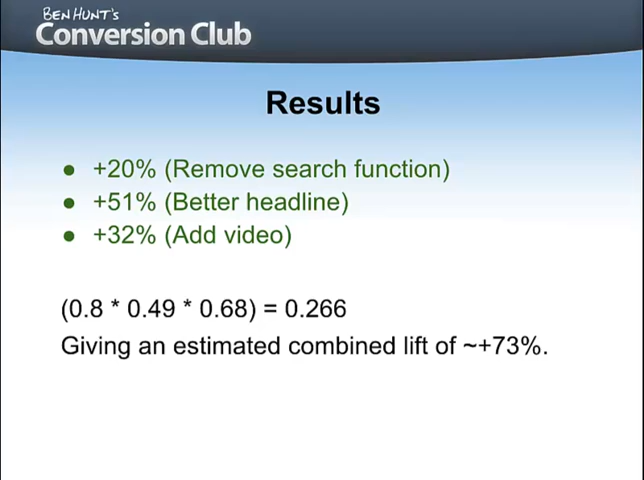 BEN HUNT'S
Conversion Club
Results
● +20% (Remove search function)
● +51% (Better headline)
● +32% (Add video)
(0.8 * 0.49 * 0.68) = 0.266
Giving an estimated combined lift of ~+73%.